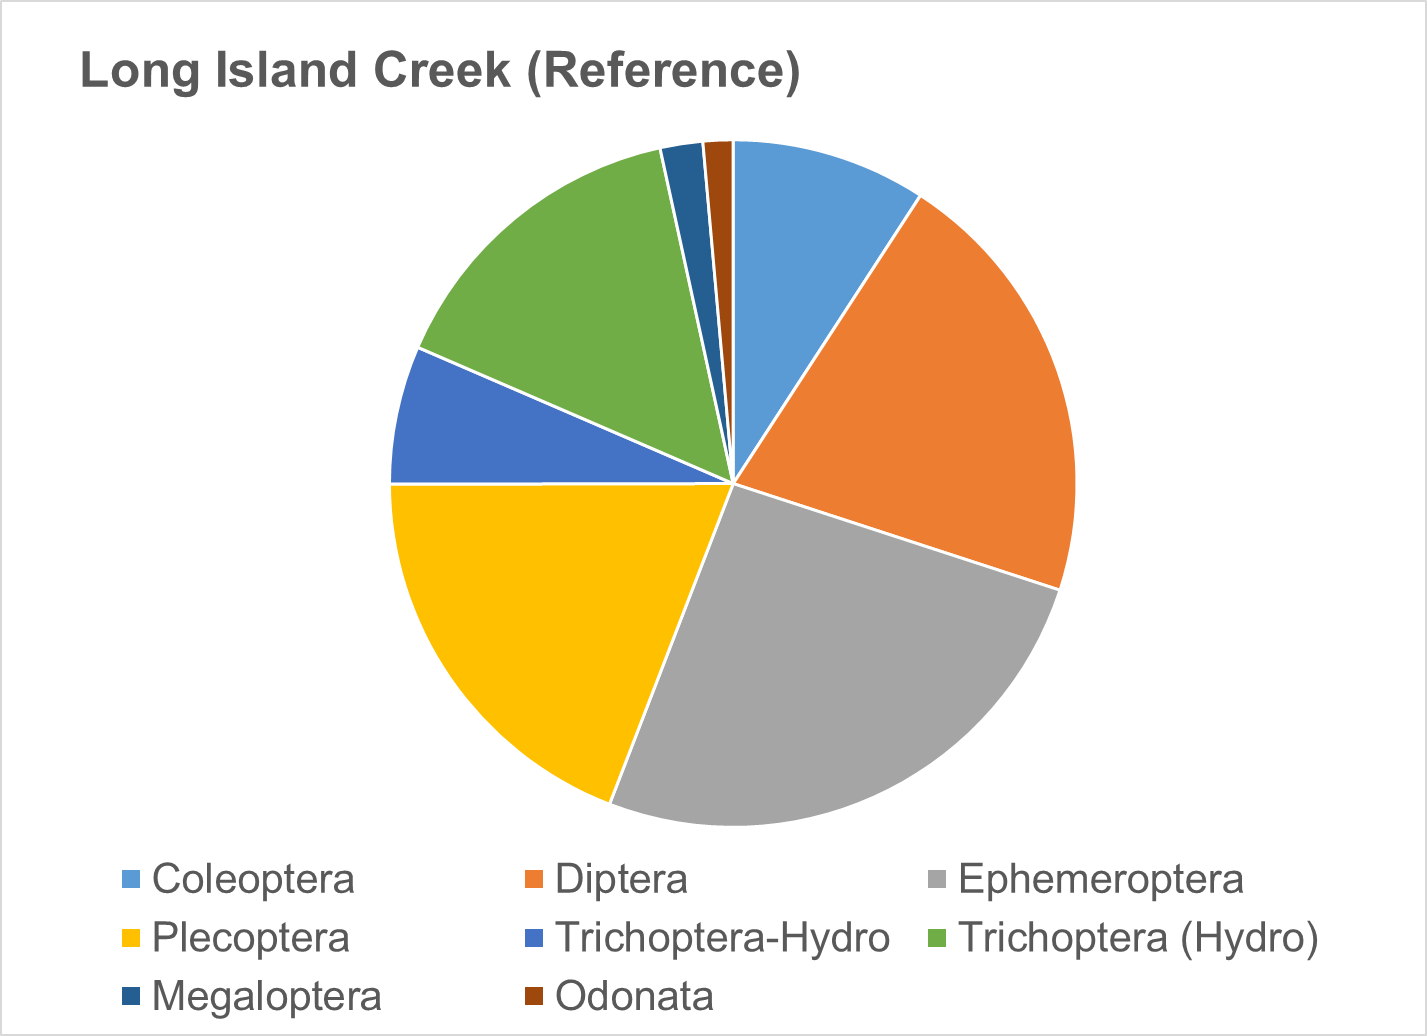 Long Island Creek (Reference)
Coleoptera Diptera Ephemeroptera
Plecoptera Trichoptera-Hydro Trichoptera (Hydro)
Megaloptera Odonata